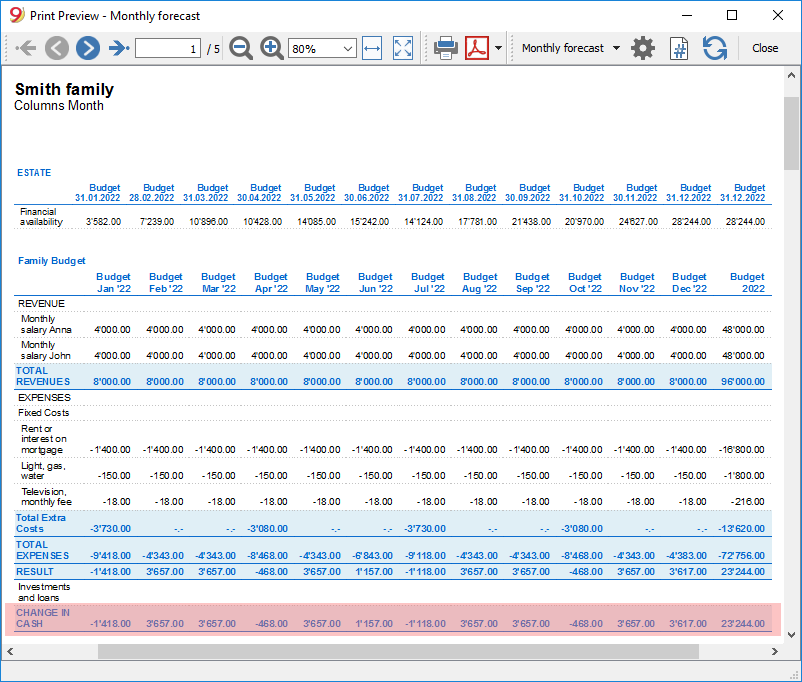 Print Preview - Monthly forecast
1 / 5 80% Monthly forecast Close
Smith family
Columns Month
ESTATE
Budget Budget Budget Budget Budget Budget Budget Budget Budget Budget Budget Budget Budget
31.01.2022 28.02.2022 31.03.2022 30.04.2022 31.05.2022 30.06.2022 31.07.2022 31.08.2022 30.09.2022 31.10.2022 30.11.2022 31.12.2022 31.12.2022
Financial
availability 3'582.00 7'239.00 10'896.00 10'428.00 14'085.00 15'242.00 14'124.00 17'781.00 21'438.00 20'970.00 24'627.00 28'244.00 28'244.00
Family Budget
Budget Budget Budget Budget Budget Budget Budget Budget Budget Budget Budget Budget Budget
Jan '22 Feb '22 Mar '22 Apr '22 May '22 Jun '22 Jul '22 Aug '22 Sep '22 Oct '22 Nov '22 Dec '22 2022
REVENUE
Monthly
salary Anna 4'000.00 4'000.00 4'000.00 4'000.00 4'000.00 4'000.00 4'000.00 4'000.00 4'000.00 4'000.00 4'000.00 4'000.00 48'000.00
Monthly
salary John 4'000.00 4'000.00 4'000.00 4'000.00 4'000.00 4'000.00 4'000.00 4'000.00 4'000.00 4'000.00 4'000.00 4'000.00 48'000.00
TOTAL
REVENUES 8'000.00 8'000.00 8'000.00 8'000.00 8'000.00 8'000.00 8'000.00 8'000.00 8'000.00 8'000.00 8'000.00 8'000.00 96'000.00
EXPENSES
Fixed Costs
Rent or
interest on
mortgage -1'400.00 -1'400.00 -1'400.00 -1'400.00 -1'400.00 -1'400.00 -1'400.00 -1'400.00 -1'400.00 -1'400.00 -1'400.00 -1'400.00 -16'800.00
Light, gas,
water -150.00 -150.00 -150.00 -150.00 -150.00 -150.00 -150.00 -150.00 -150.00 -150.00 -150.00 -150.00 -1'800.00
Television,
monthly fee -18.00 -18.00 -18.00 -18.00 -18.00 -18.00 -18.00 -18.00 -18.00 -18.00 -18.00 -18.00 -216.00
Total Extra
Costs -3'730.00 -.- -.- -3'080.00 -.- -.- -3'730.00 -.- -.- -3'080.00 -.- -.- -13'620.00
TOTAL
EXPENSES -9'418.00 -4'343.00 -4'343.00 -8'468.00 -4'343.00 -6'843.00 -9'118.00 -4'343.00 -4'343.00 -8'468.00 -4'343.00 -4'383.00 -72'756.00
RESULT -1'418.00 3'657.00 3'657.00 -468.00 3'657.00 1'157.00 -1'118.00 3'657.00 3'657.00 -468.00 3'657.00 3'617.00 23'244.00
Investments
and loans
CHANGE IN
CASH -1'418.00 3'657.00 3'657.00 -468.00 3'657.00 1'157.00 -1'118.00 3'657.00 3'657.00 -468.00 3'657.00 3'617.00 23'244.00